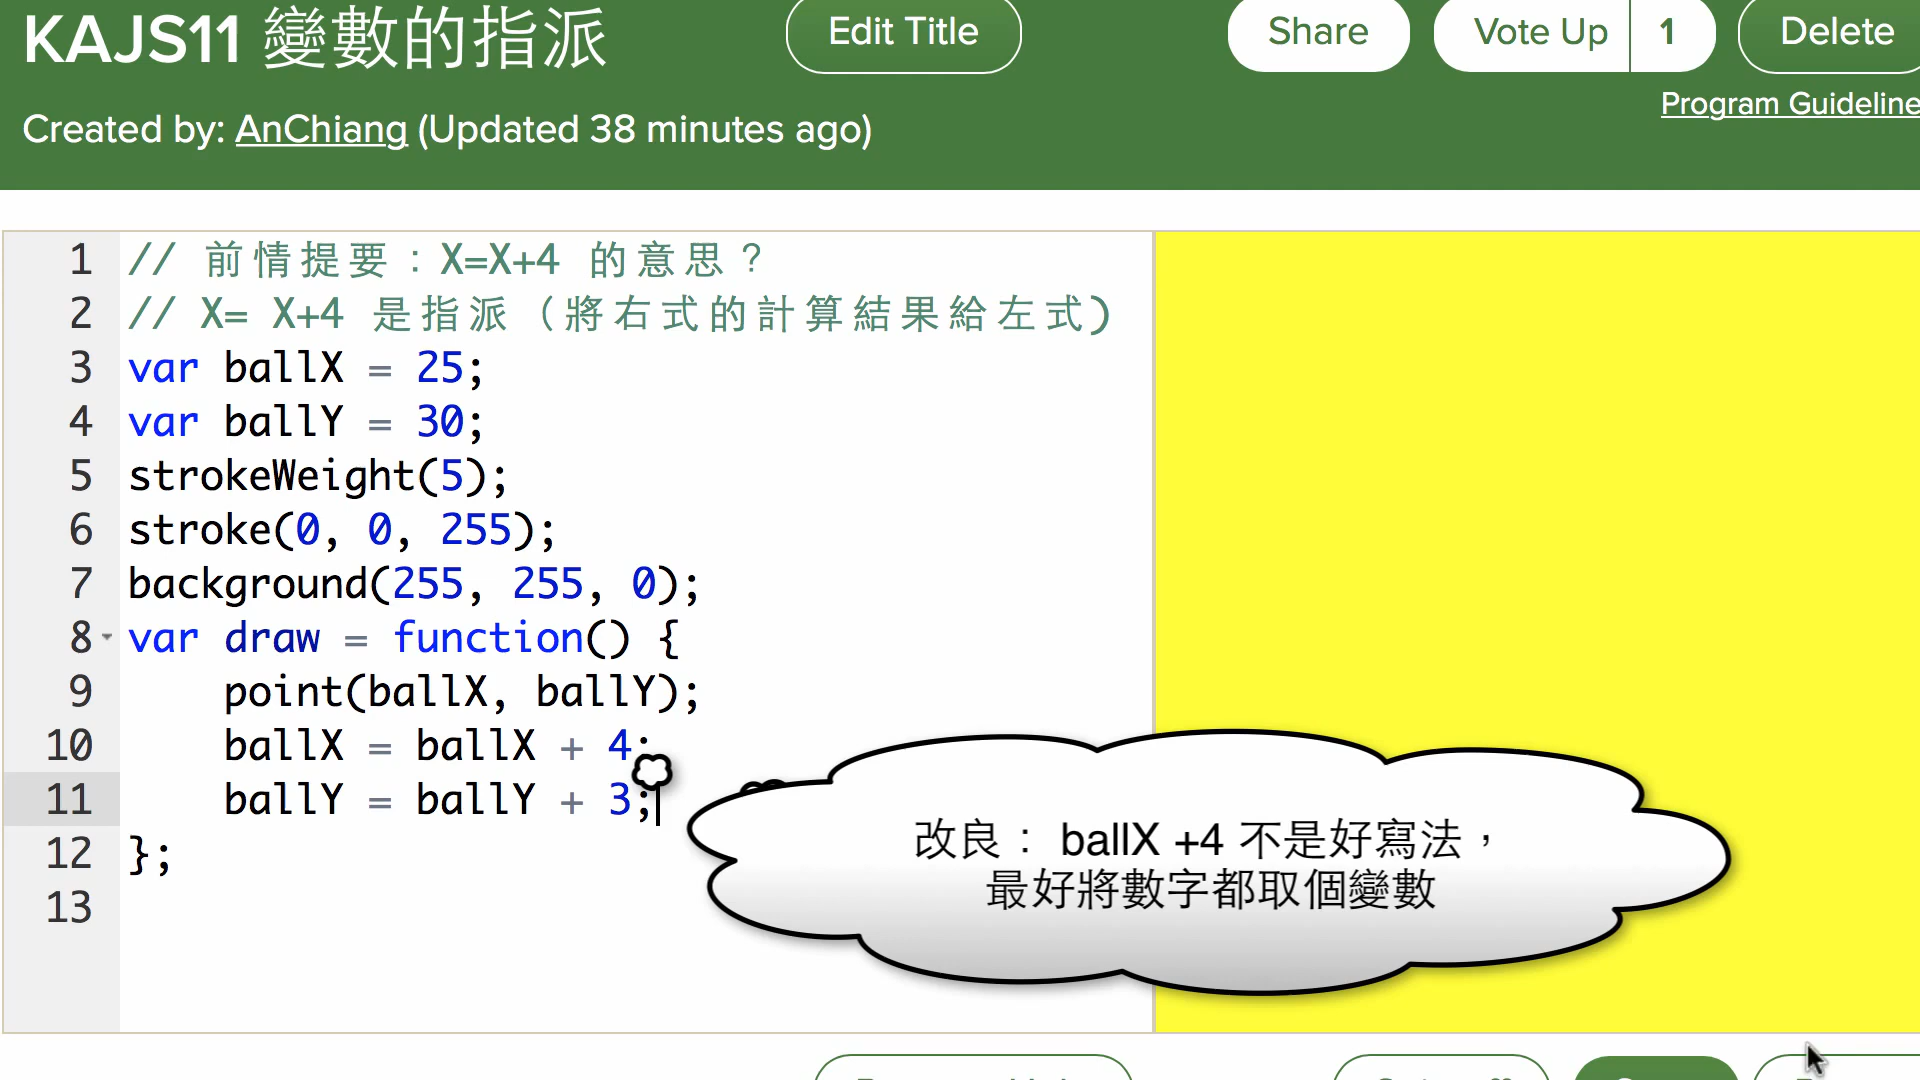 KAJS11 變數的指派
Edit Title
Share
Vote Up
1
Delete
Program Guideline
Created by: AnChiang (Updated 38 minutes ago)
1 // 前情提要：X=X+4 的意思？
2 // X= X+4 是指派（將右式的計算結果給左式)
3 var ballX = 25;
4 var ballY = 30;
5 strokeWeight(5);
6 stroke(0, 0, 255);
7 background(255, 255, 0);
8 var draw = function() {
9 point(ballX, ballY);
10 ballX = ballX + 4;
11 ballY = ballY + 3;
12 };
13
改良： ballX +4 不是好寫法，
最好將數字都取個變數